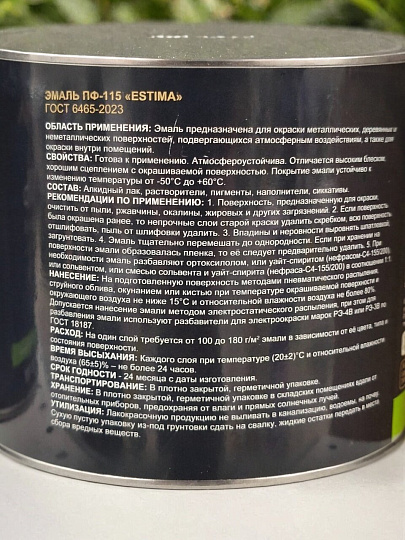 ЭМАЛЬ ПФ-115 «ESTIMA»
ГОСТ 6465-2023
ОБЛАСТЬ ПРИМЕНЕНИЯ: Эмаль предназначена для окраски металлических, деревянных и
неметаллических поверхностей, подвергающихся атмосферным воздействиям, а также для
окраски внутри помещений.
СВОЙСТВА: Готова к применению. Атмосфероустойчива. Отличается высоким блеском,
хорошим сцеплением с окрашиваемой поверхностью. Покрытие эмали устойчиво к
изменению температуры от -50°С до +60°С.
СОСТАВ: Алкидный лак, растворители, пигменты, наполнители, сиккативы.
РЕКОМЕНДАЦИИ ПО ПРИМЕНЕНИЮ: 1. Поверхность, предназначенную для окраски,
очистить от пыли, ржавчины, окалины, жировых и других загрязнений. 2. Если поверхность
была окрашена ранее, то непрочные слои старой краски удалить скребком, всю поверхность
отшлифовать, пыль от шлифовки удалить. 3. Впадины и неровности выровнять шпатлевкой,
загрунтовать. 4. Эмаль тщательно перемешать до однородности. Если при хранении на
поверхности эмали образовалась пленка, то её следует предварительно удалить. 5. При
необходимости эмаль разбавляют ортоксилолом, или уайт-спиритом (нефрасом-С4-155/200)
или сольвентом, или смесью сольвента и уайт-спирита (нефраса-С4-155/200) в соотношении 1:1.
НАНЕСЕНИЕ: На подготовленную поверхность методами пневматического распыления,
струйного облива, окунанием или кистью при температуре окрашиваемой поверхности и
окружающего воздуха не ниже 15°С и относительной влажности воздуха не более 80%.
Допускается нанесение эмали методом электростатического распыления, при этом для
разбавления эмали используют разбавители для электроокраски марок РЭ-4В или РЭ-3В по
ГОСТ 18187.
РАСХОД: На один слой требуется от 100 до 180 г/м² эмали в зависимости от её цвета, типа и
состояния поверхности.
ВРЕМЯ ВЫСЫХАНИЯ: Каждого слоя при температуре (20±2)°С и относительной влажности
воздуха (65±5)% – не более 24 часов.
СРОК ГОДНОСТИ - 24 месяца с даты изготовления.
ТРАНСПОРТИРОВАНИЕ: В плотно закрытой, герметичной упаковке.
ХРАНЕНИЕ: В плотно закрытой, герметичной упаковке в складских помещениях вдали от
отопительных приборов, предохраняя от влаги и прямых солнечных лучей.
УТИЛИЗАЦИЯ: Лакокрасочную продукцию не выливать в канализацию, водоемы, на почву.
Сухую пустую упаковку из-под грунтовки сдать на свалку, жидкие остатки передать в места
сбора вредных веществ.